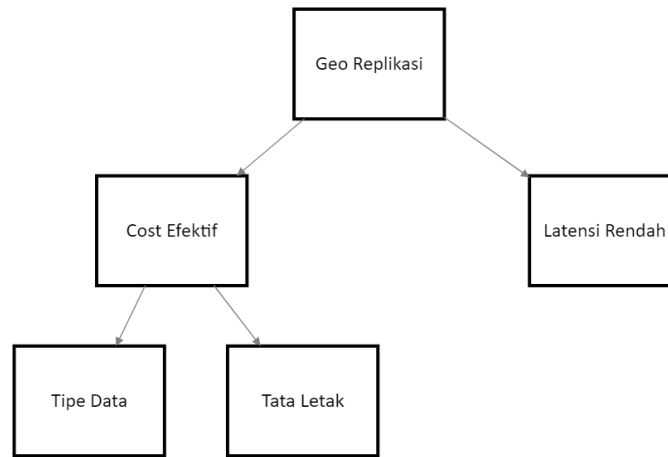 Geo Replikasi
Cost Efektif
Latensi Rendah
Tipe Data
Tata Letak